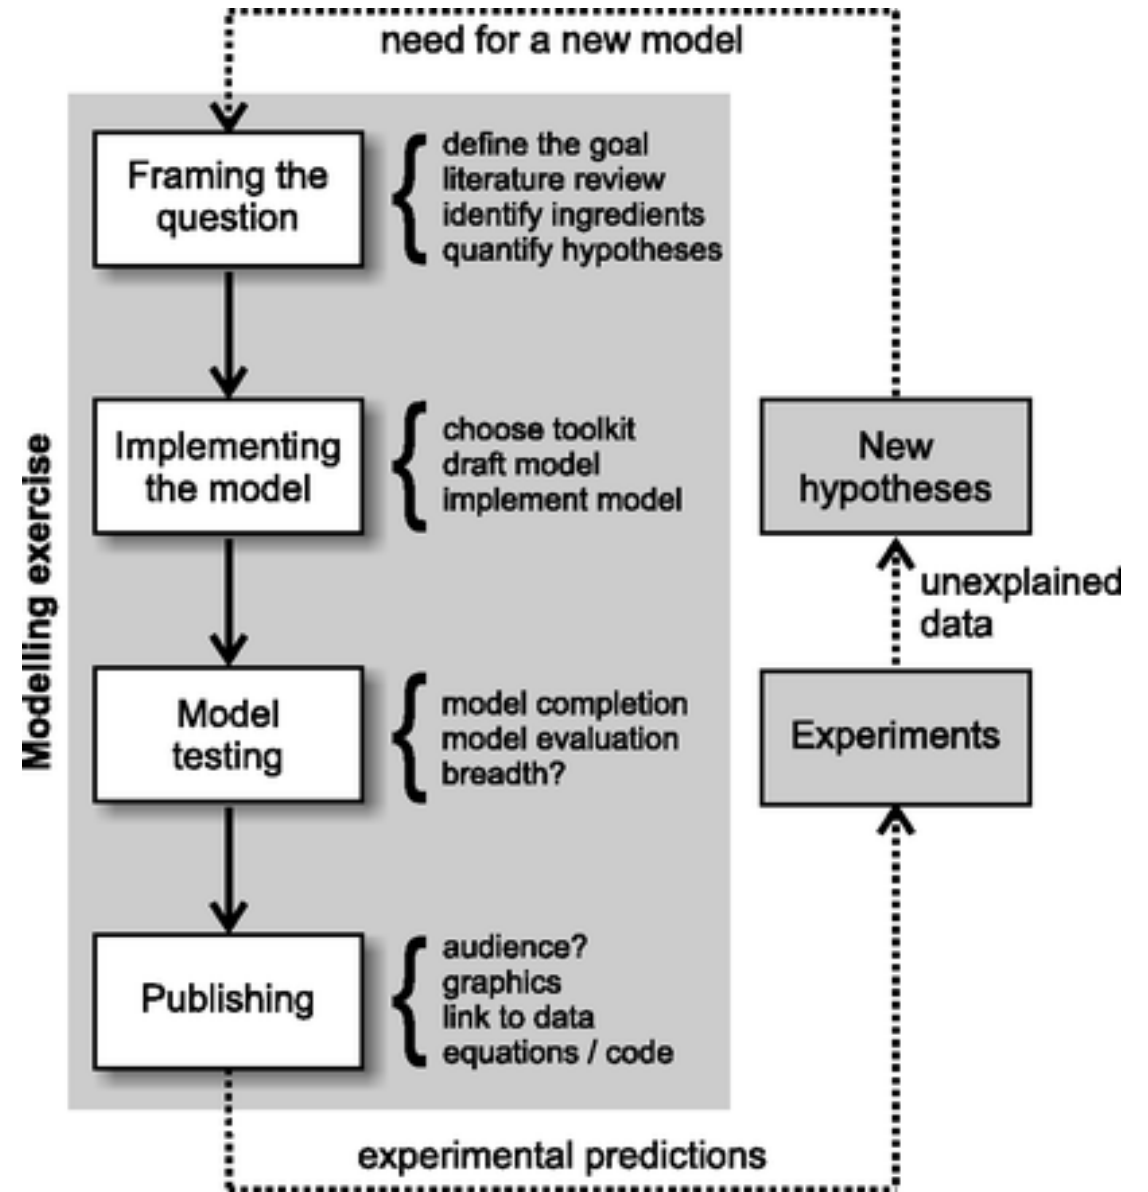 need for a new model
Framing the
question
define the goal
literature review
identify ingredients
quantify hypotheses
Implementing
the model
choose toolkit
draft model
implement model
Modelling exercise
Model
testing
model completion
model evaluation
breadth?
Publishing
audience?
graphics
link to data
equations / code
experimental predictions
Experiments
unexplained
data
New
hypotheses